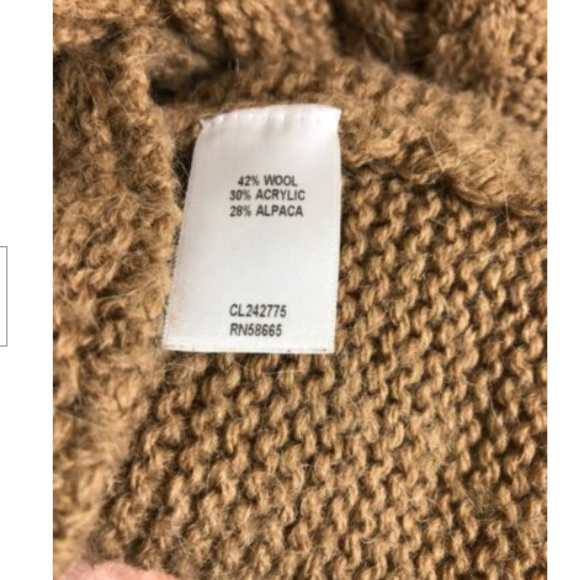 42% WOOL
30% ACRYLIC
28% ALPACA
CL242775
RN58665